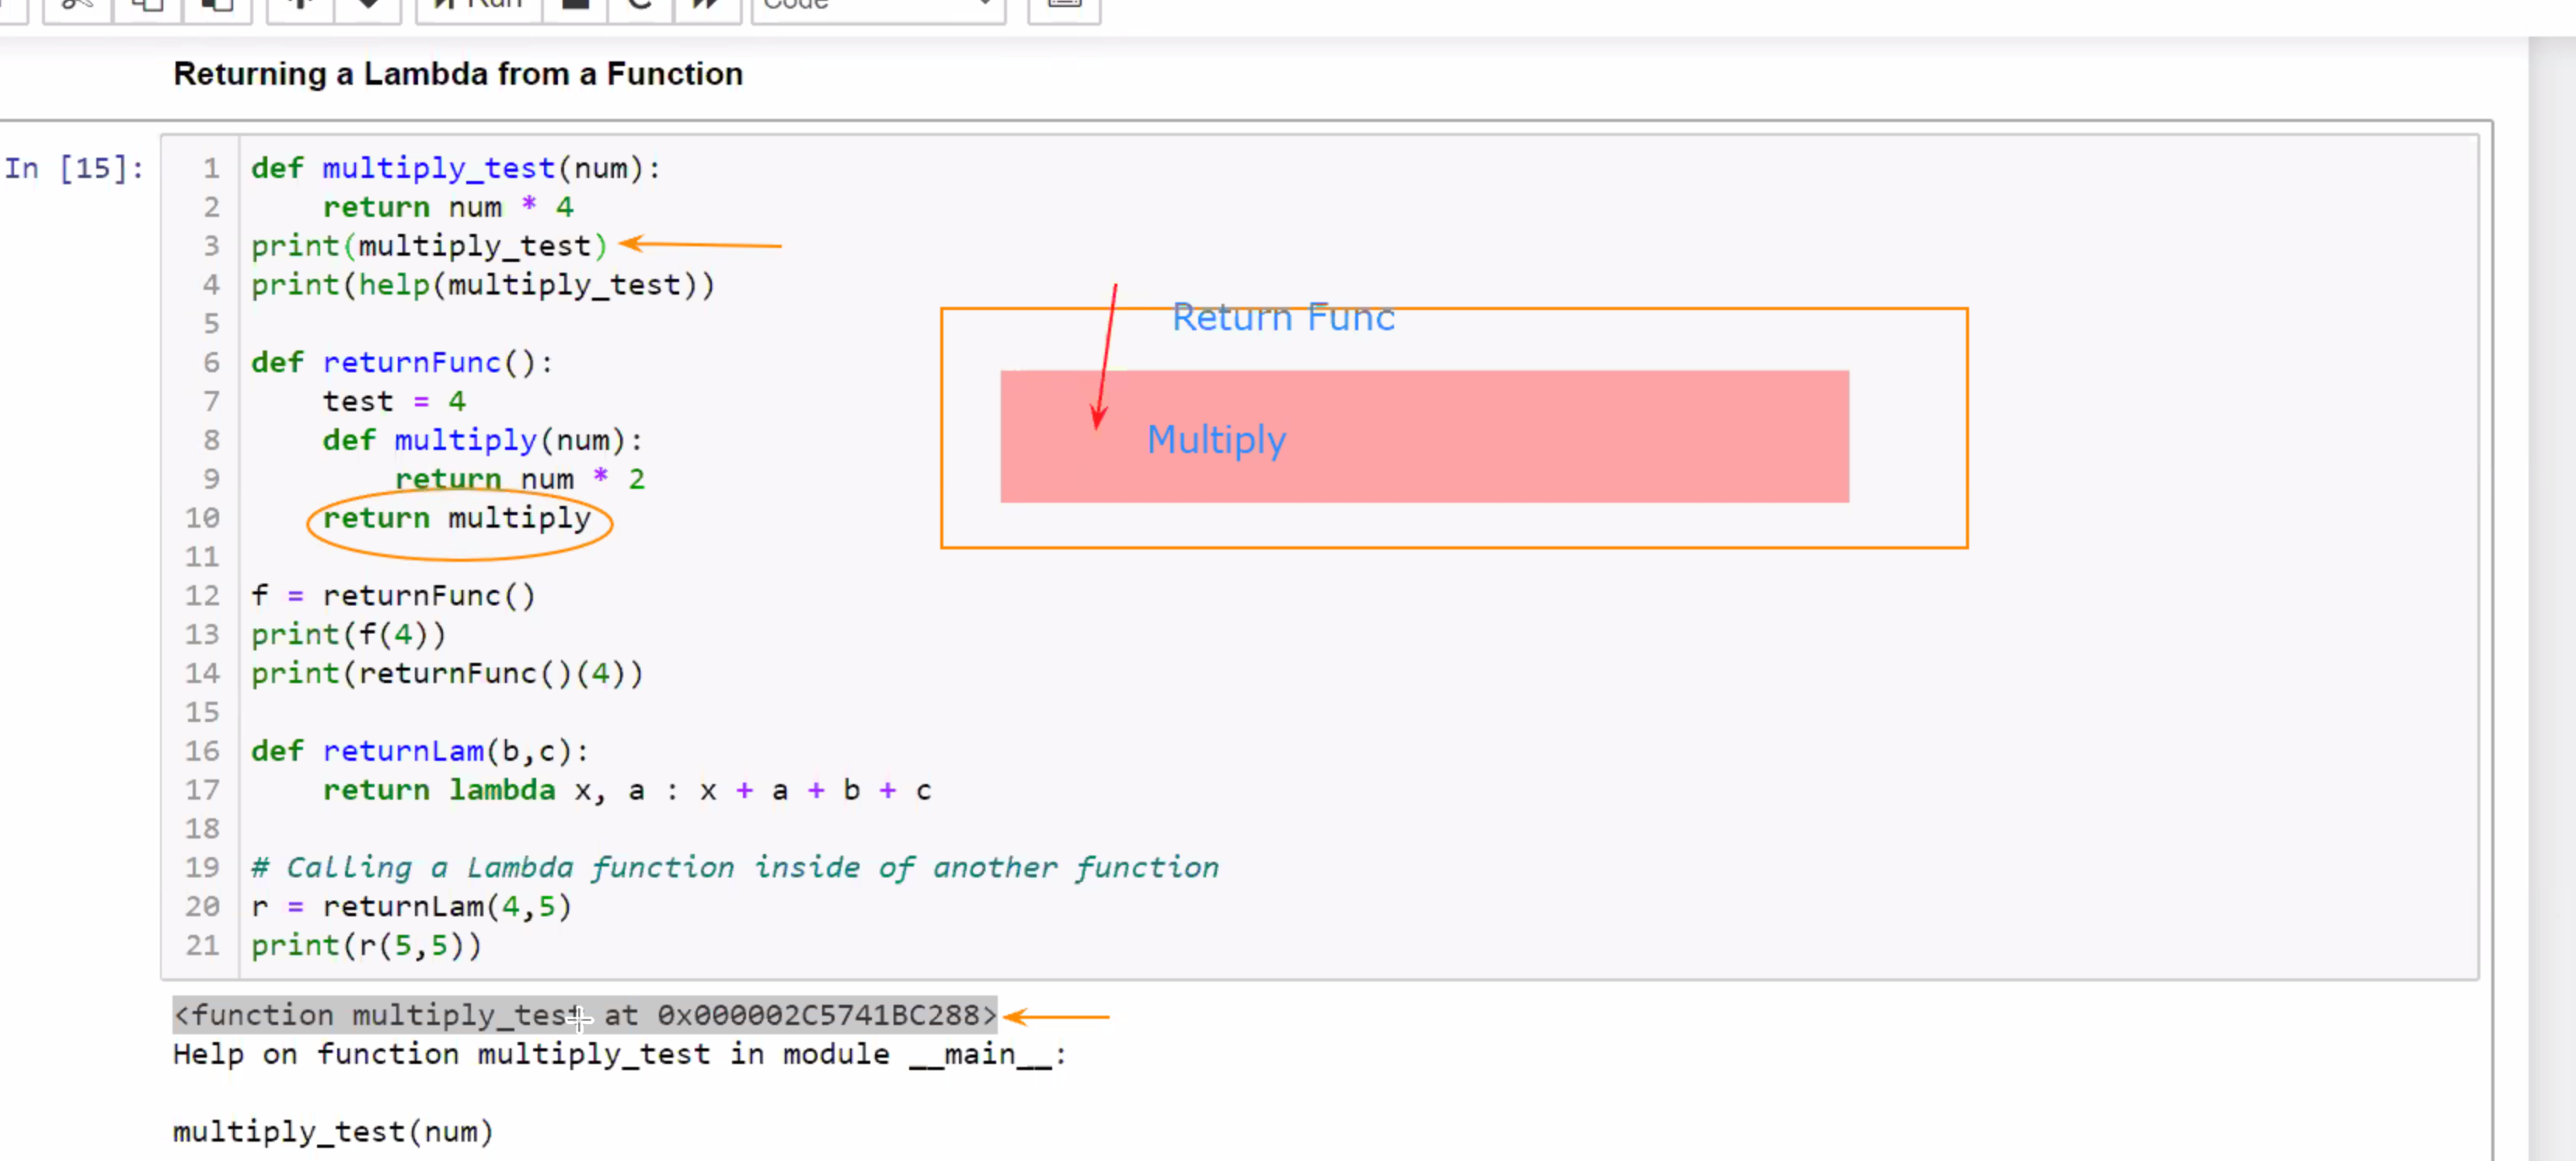 Run
Code
Returning a Lambda from a Function
In [15]:
1 def multiply_test(num):
2     return num * 4
3 print(multiply_test)
4 print(help(multiply_test))
5
6 def returnFunc():
7     test = 4
8     def multiply(num):
9         return num * 2
10     return multiply
11
12 f = returnFunc()
13 print(f(4))
14 print(returnFunc()(4))
15
16 def returnLam(b,c):
17     return lambda x, a : x + a + b + c
18
19 # Calling a Lambda function inside of another function
20 r = returnLam(4,5)
21 print(r(5,5))
Return Func
Multiply
<function multiply_test at 0x000002C5741BC288>
Help on function multiply_test in module __main__:
multiply_test(num)